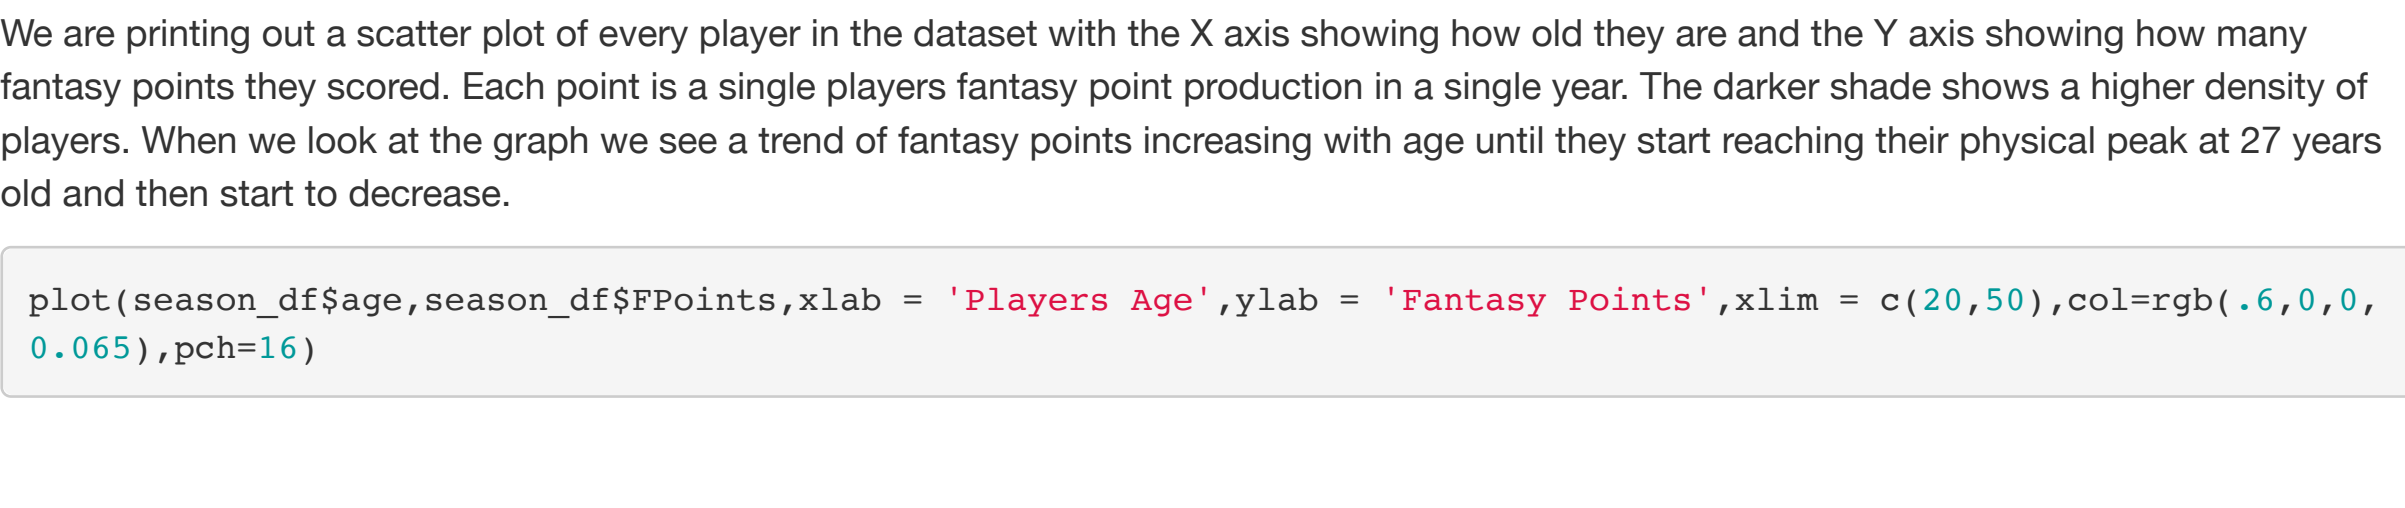 We are printing out a scatter plot of every player in the dataset with the X axis showing how old they are and the Y axis showing how many
fantasy points they scored. Each point is a single players fantasy point production in a single year. The darker shade shows a higher density of
players. When we look at the graph we see a trend of fantasy points increasing with age until they start reaching their physical peak at 27 years
old and then start to decrease.
plot(season_df$age,season_df$FPoints,xlab = 'Players Age',ylab = 'Fantasy Points',xlim = c(20,50),col=rgb(.6,0,0,
0.065),pch=16)